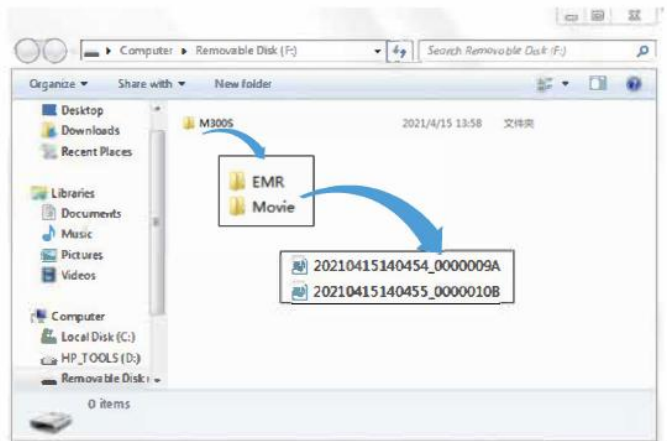 Computer ▸ Removable Disk (F:)
Search Removable Disk (F:)
Organize
Share with
New folder
Desktop
Downloads
Recent Places
Libraries
Documents
Music
Pictures
Videos
Computer
Local Disk (C:)
HP_TOOLS (D:)
Removable Disk (
M300S
2021/4/15 13:58
文件夹
EMR
Movie
20210415140454_0000009A
20210415140455_0000010B
0 items